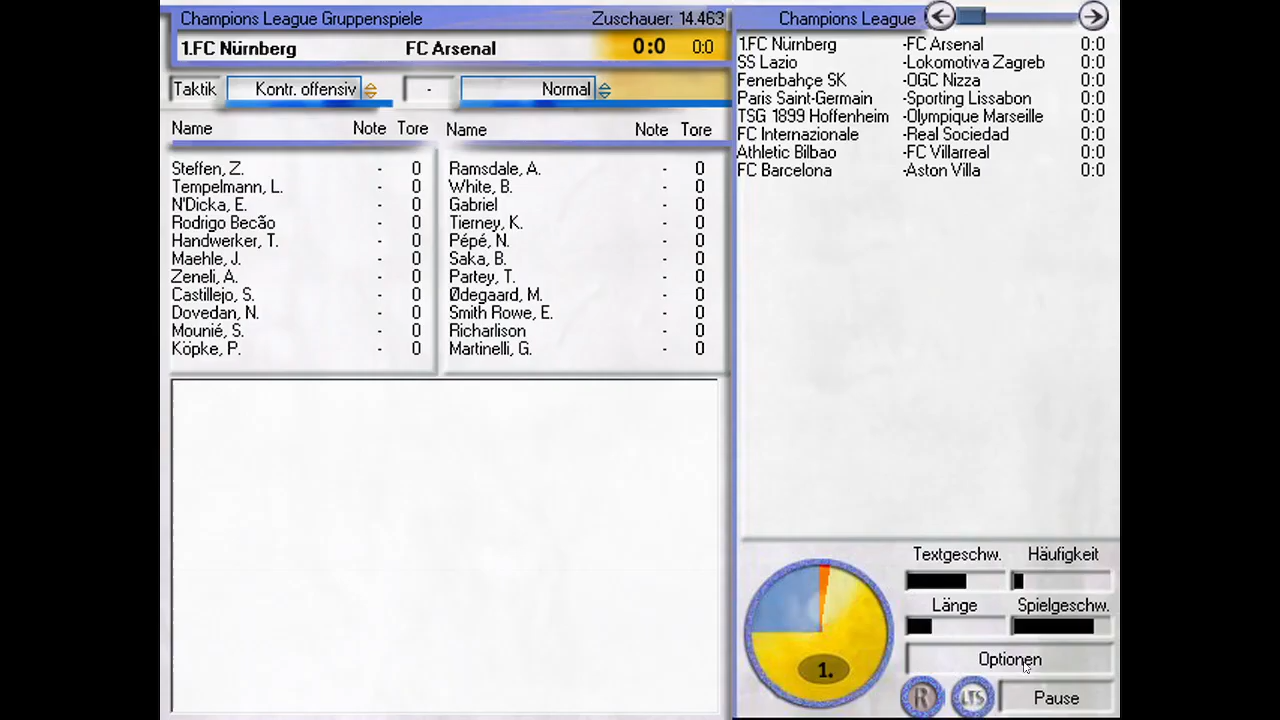 Champions League Gruppenspiele Zuschauer: 14.463
1.FC Nürnberg FC Arsenal 0:0 0:0
Taktik Kontr. offensiv - Normal
Name Note Tore Name Note Tore
Steffen, Z. - 0 Ramsdale, A. - 0
Tempelmann, L. - 0 White, B. - 0
N'Dicka, E. - 0 Gabriel - 0
Rodrigo Becão - 0 Tierney, K. - 0
Handwerker, T. - 0 Pépé, N. - 0
Maehle, J. - 0 Saka, B. - 0
Zeneli, A. - 0 Partey, T. - 0
Castillejo, S. - 0 Ødegaard, M. - 0
Dovedan, N. - 0 Smith Rowe, E. - 0
Mounié, S. - 0 Richarlison - 0
Köpke, P. - 0 Martinelli, G. - 0
Champions League
1.FC Nürnberg -FC Arsenal 0:0
SS Lazio -Lokomotiva Zagreb 0:0
Fenerbahçe SK -OGC Nizza 0:0
Paris Saint-Germain -Sporting Lissabon 0:0
TSG 1899 Hoffenheim -Olympique Marseille 0:0
FC Internazionale -Real Sociedad 0:0
Athletic Bilbao -FC Villarreal 0:0
FC Barcelona -Aston Villa 0:0
Textgeschw. Häufigkeit
Länge Spielgeschw.
1.
Optionen
R LTS Pause